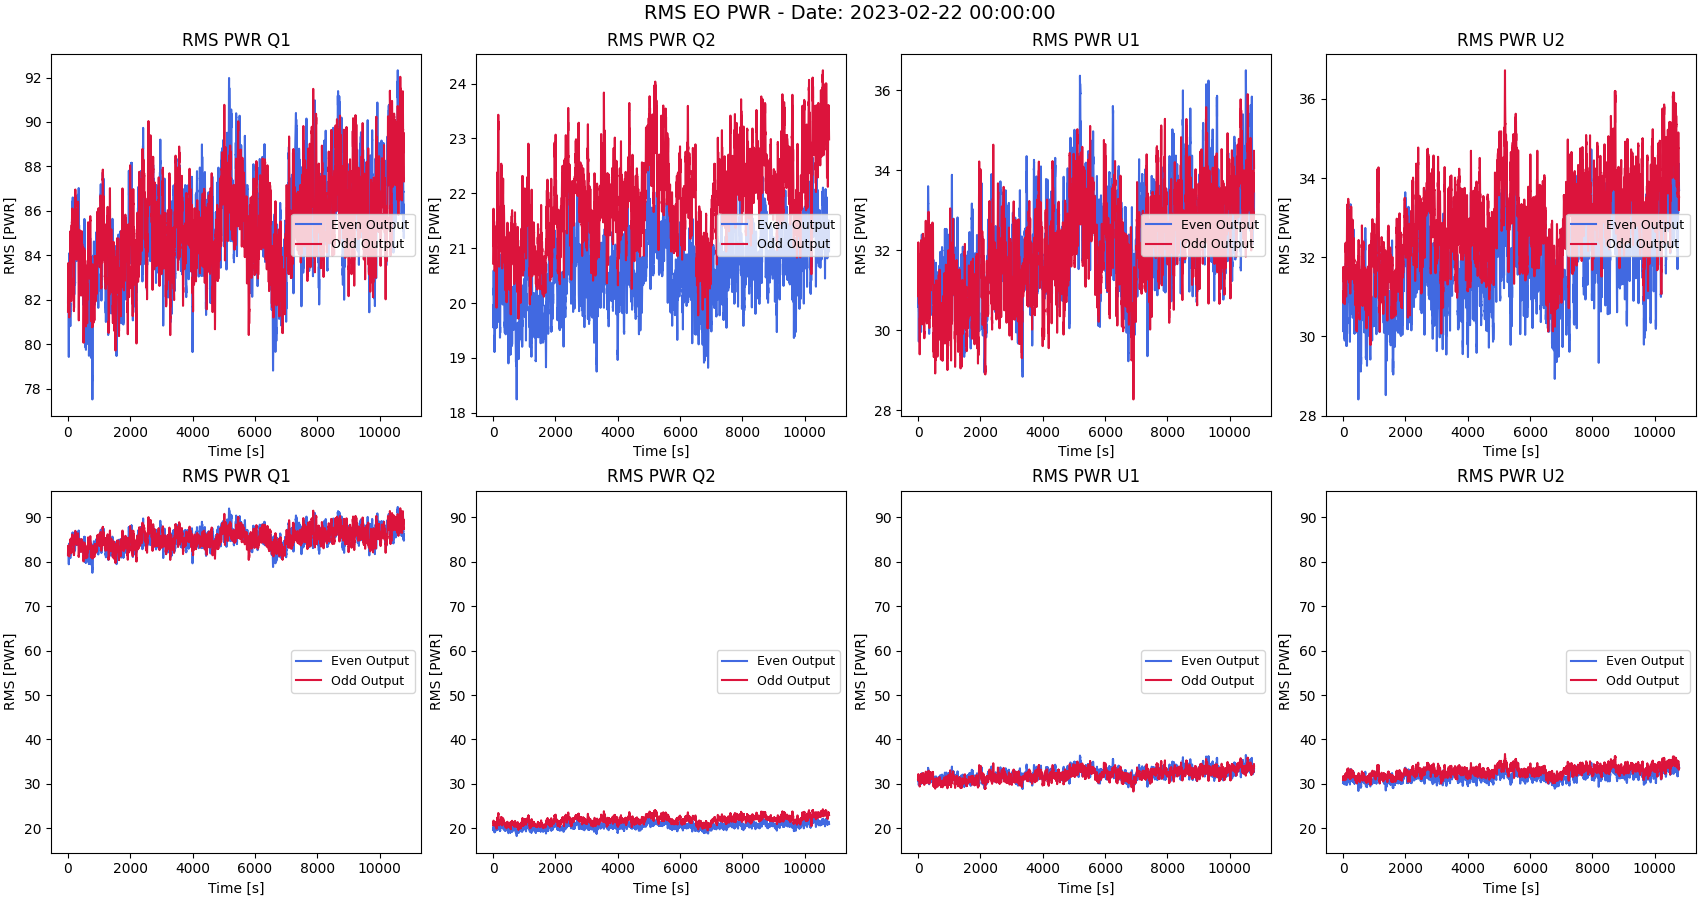 RMS EO PWR - Date: 2023-02-22 00:00:00
RMS PWR Q1
RMS [PWR]
92
90
88
86
84
82
80
78
0 2000 4000 6000 8000 10000
Time [s]
Even Output
Odd Output
RMS PWR Q2
RMS [PWR]
24
23
22
21
20
19
18
0 2000 4000 6000 8000 10000
Time [s]
Even Output
Odd Output
RMS PWR U1
RMS [PWR]
36
34
32
30
28
0 2000 4000 6000 8000 10000
Time [s]
Even Output
Odd Output
RMS PWR U2
RMS [PWR]
36
34
32
30
28
0 2000 4000 6000 8000 10000
Time [s]
Even Output
Odd Output
RMS PWR Q1
RMS [PWR]
90
80
70
60
50
40
30
20
0 2000 4000 6000 8000 10000
Time [s]
Even Output
Odd Output
RMS PWR Q2
RMS [PWR]
90
80
70
60
50
40
30
20
0 2000 4000 6000 8000 10000
Time [s]
Even Output
Odd Output
RMS PWR U1
RMS [PWR]
90
80
70
60
50
40
30
20
0 2000 4000 6000 8000 10000
Time [s]
Even Output
Odd Output
RMS PWR U2
RMS [PWR]
90
80
70
60
50
40
30
20
0 2000 4000 6000 8000 10000
Time [s]
Even Output
Odd Output